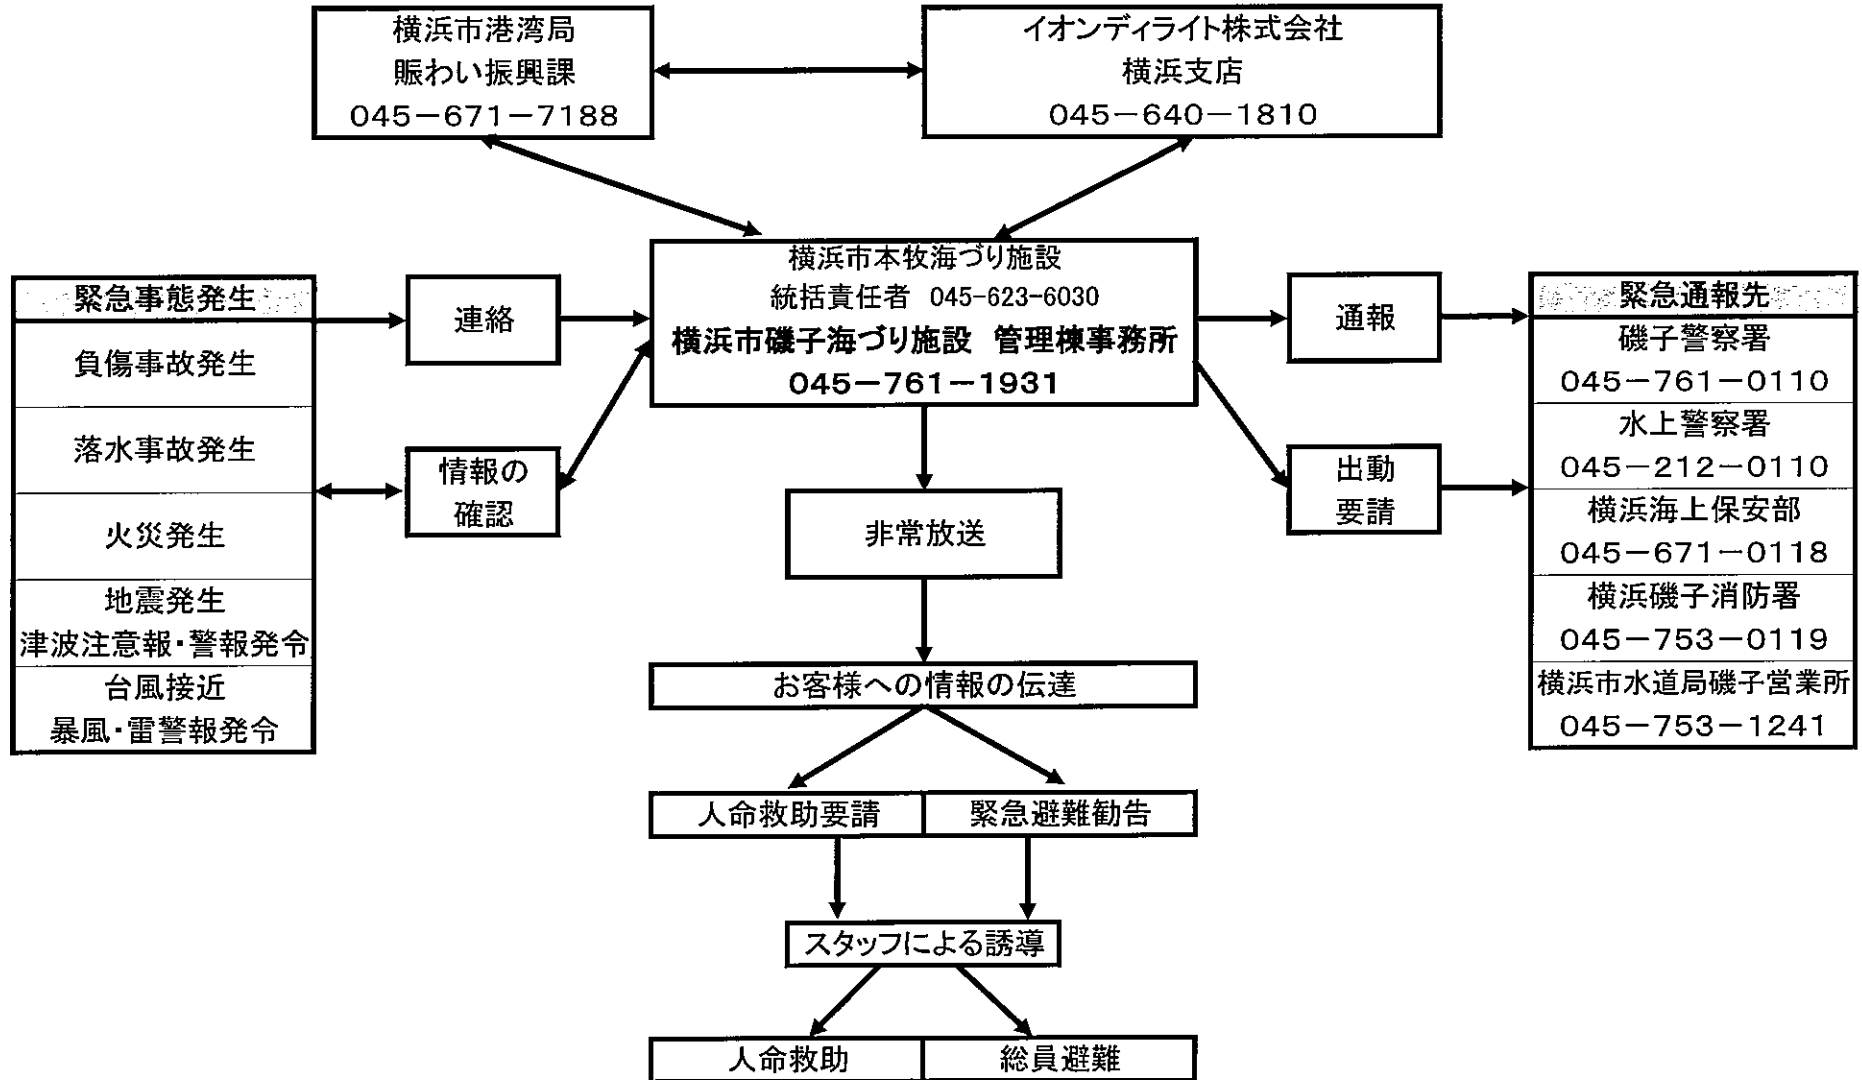 横浜市港湾局
賑わい振興課
045−671−7188
イオンディライト株式会社
横浜支店
045−640−1810
横浜市本牧海づり施設
統括責任者 045-623-6030
横浜市磯子海づり施設 管理棟事務所
045−761−1931
緊急事態発生
負傷事故発生
落水事故発生
火災発生
地震発生
津波注意報・警報発令
台風接近
暴風・雷警報発令
連絡
情報の
確認
通報
出動
要請
緊急通報先
磯子警察署
045−761−0110
水上警察署
045−212−0110
横浜海上保安部
045−671−0118
横浜磯子消防署
045−753−0119
横浜市水道局磯子営業所
045−753−1241
非常放送
お客様への情報の伝達
人命救助要請
緊急避難勧告
スタッフによる誘導
人命救助
総員避難